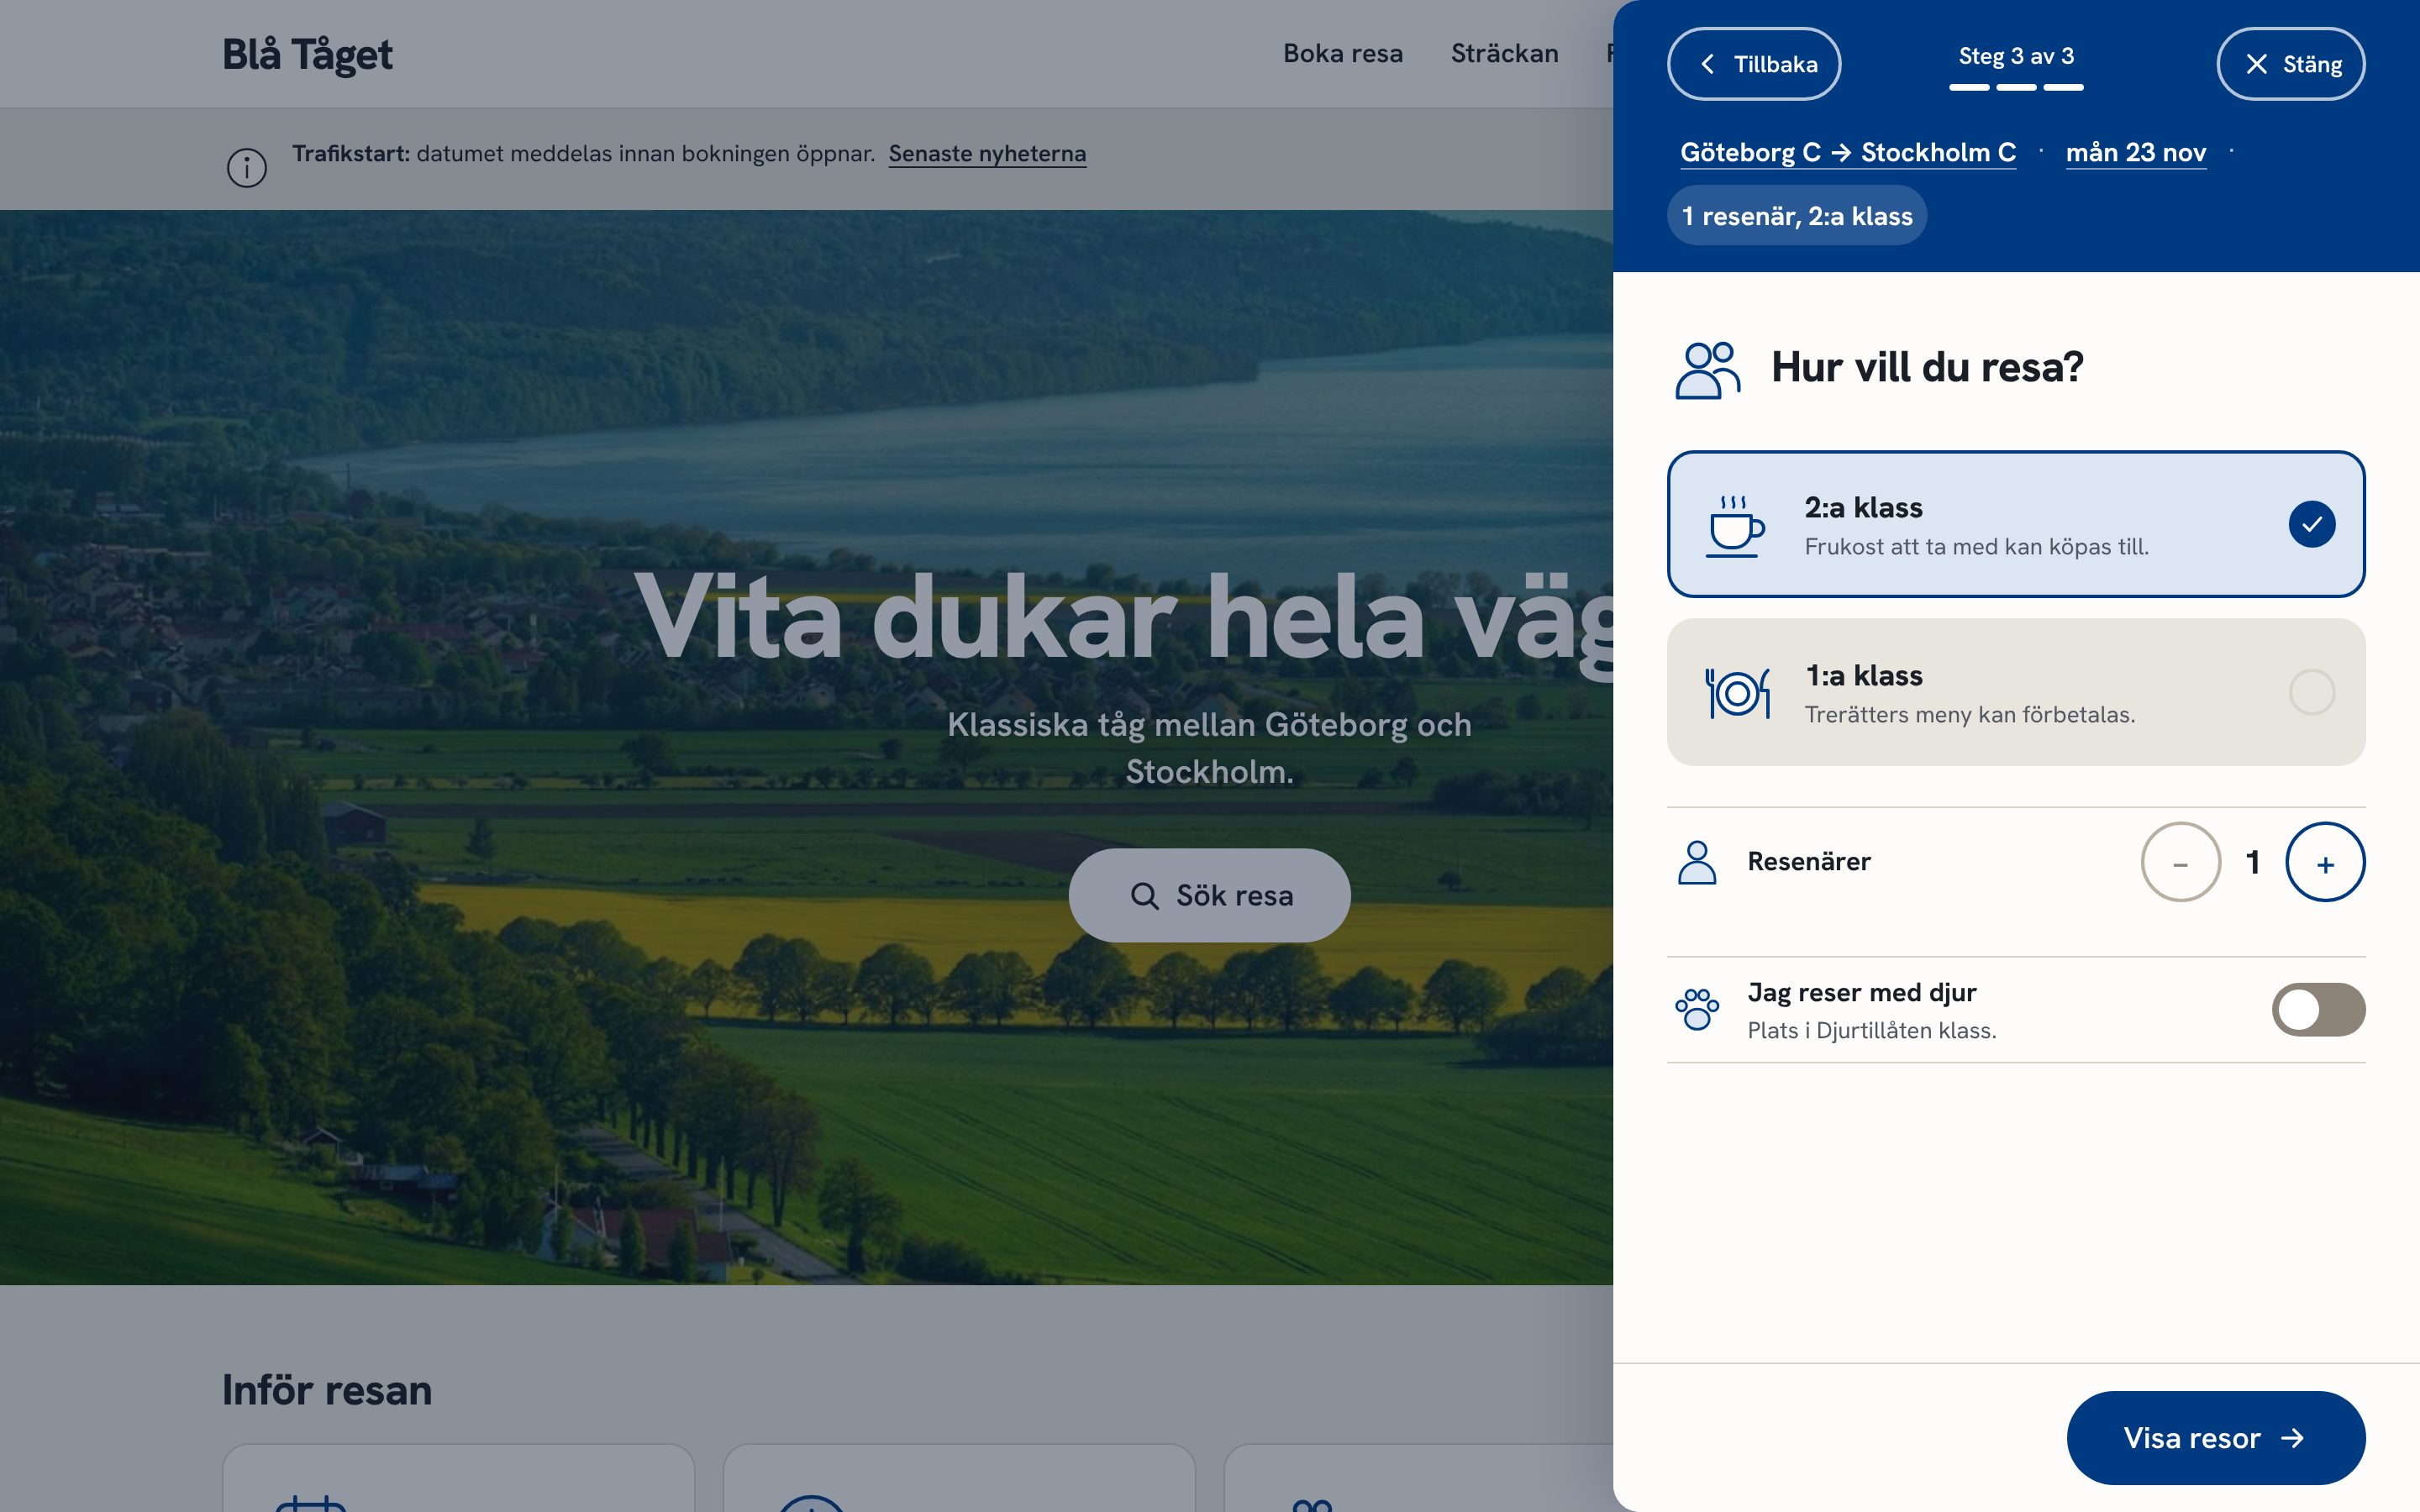 Blå Tåget
Boka resa
Sträckan
Trafikstart: datumet meddelas innan bokningen öppnar. Senaste nyheterna
Vita dukar hela väg
Klassiska tåg mellan Göteborg och
Stockholm.
Sök resa
Inför resan
Tillbaka
Steg 3 av 3
Stäng
Göteborg C → Stockholm C · mån 23 nov ·
1 resenär, 2:a klass
Hur vill du resa?
2:a klass
Frukost att ta med kan köpas till.
1:a klass
Trerätters meny kan förbetalas.
Resenärer
− 1 +
Jag reser med djur
Plats i Djurtillåten klass.
Visa resor →